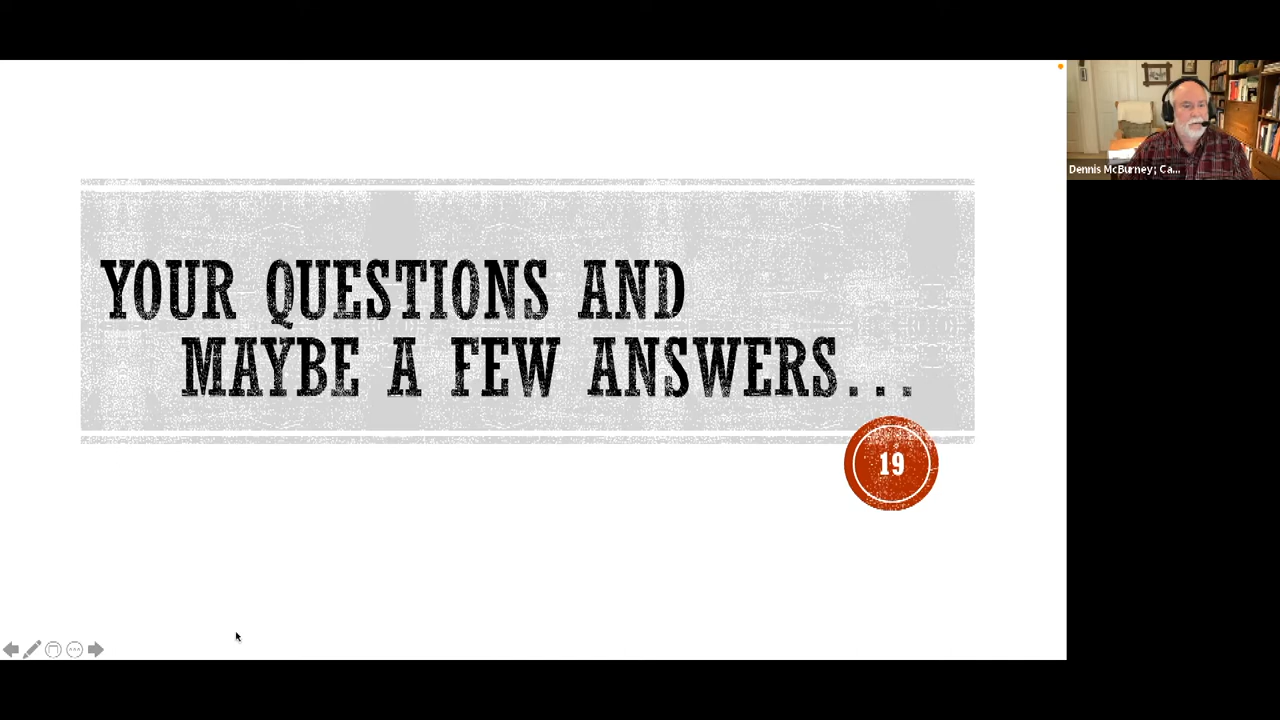 YOUR QUESTIONS AND
MAYBE A FEW ANSWERS...
19
Dennis McBurney; Ca...